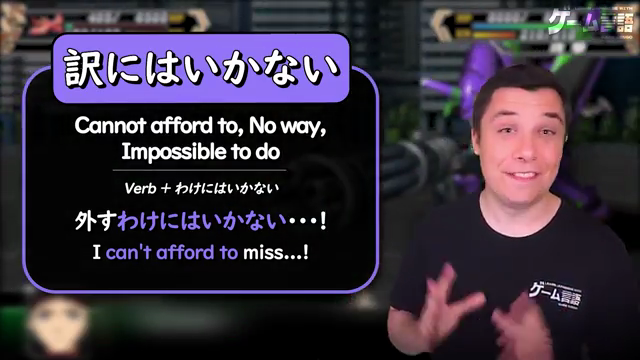 ゲーム言語
訳にはいかない
Cannot afford to, No way,
Impossible to do
Verb + わけにはいかない
外すわけにはいかない・・・!
I can't afford to miss...!
ゲーム言語